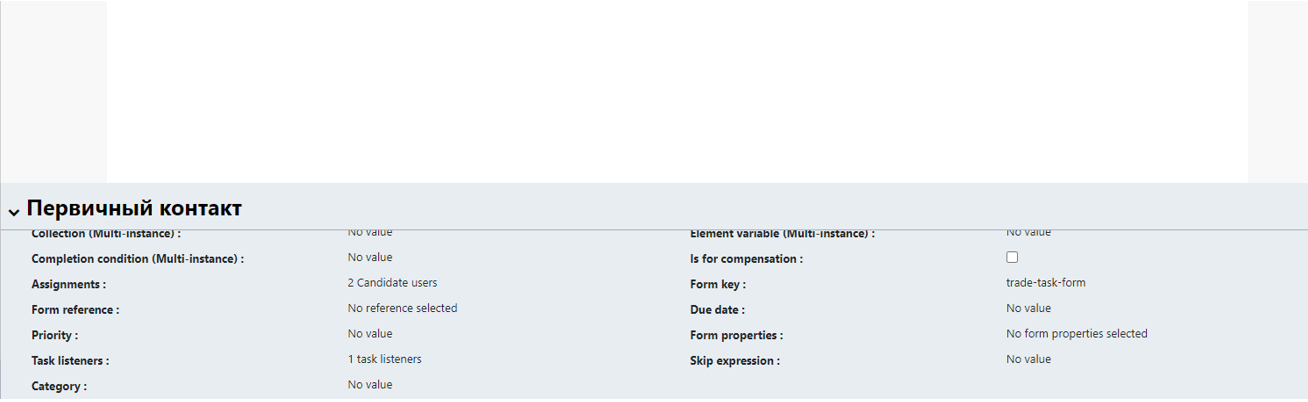 Первичный контакт
Collection (Multi-instance) : No value Element variable (Multi-instance) : No value
Completion condition (Multi-instance) : No value Is for compensation :
Assignments : 2 Candidate users Form key : trade-task-form
Form reference : No reference selected Due date : No value
Priority : No value Form properties : No form properties selected
Task listeners : 1 task listeners Skip expression : No value
Category : No value